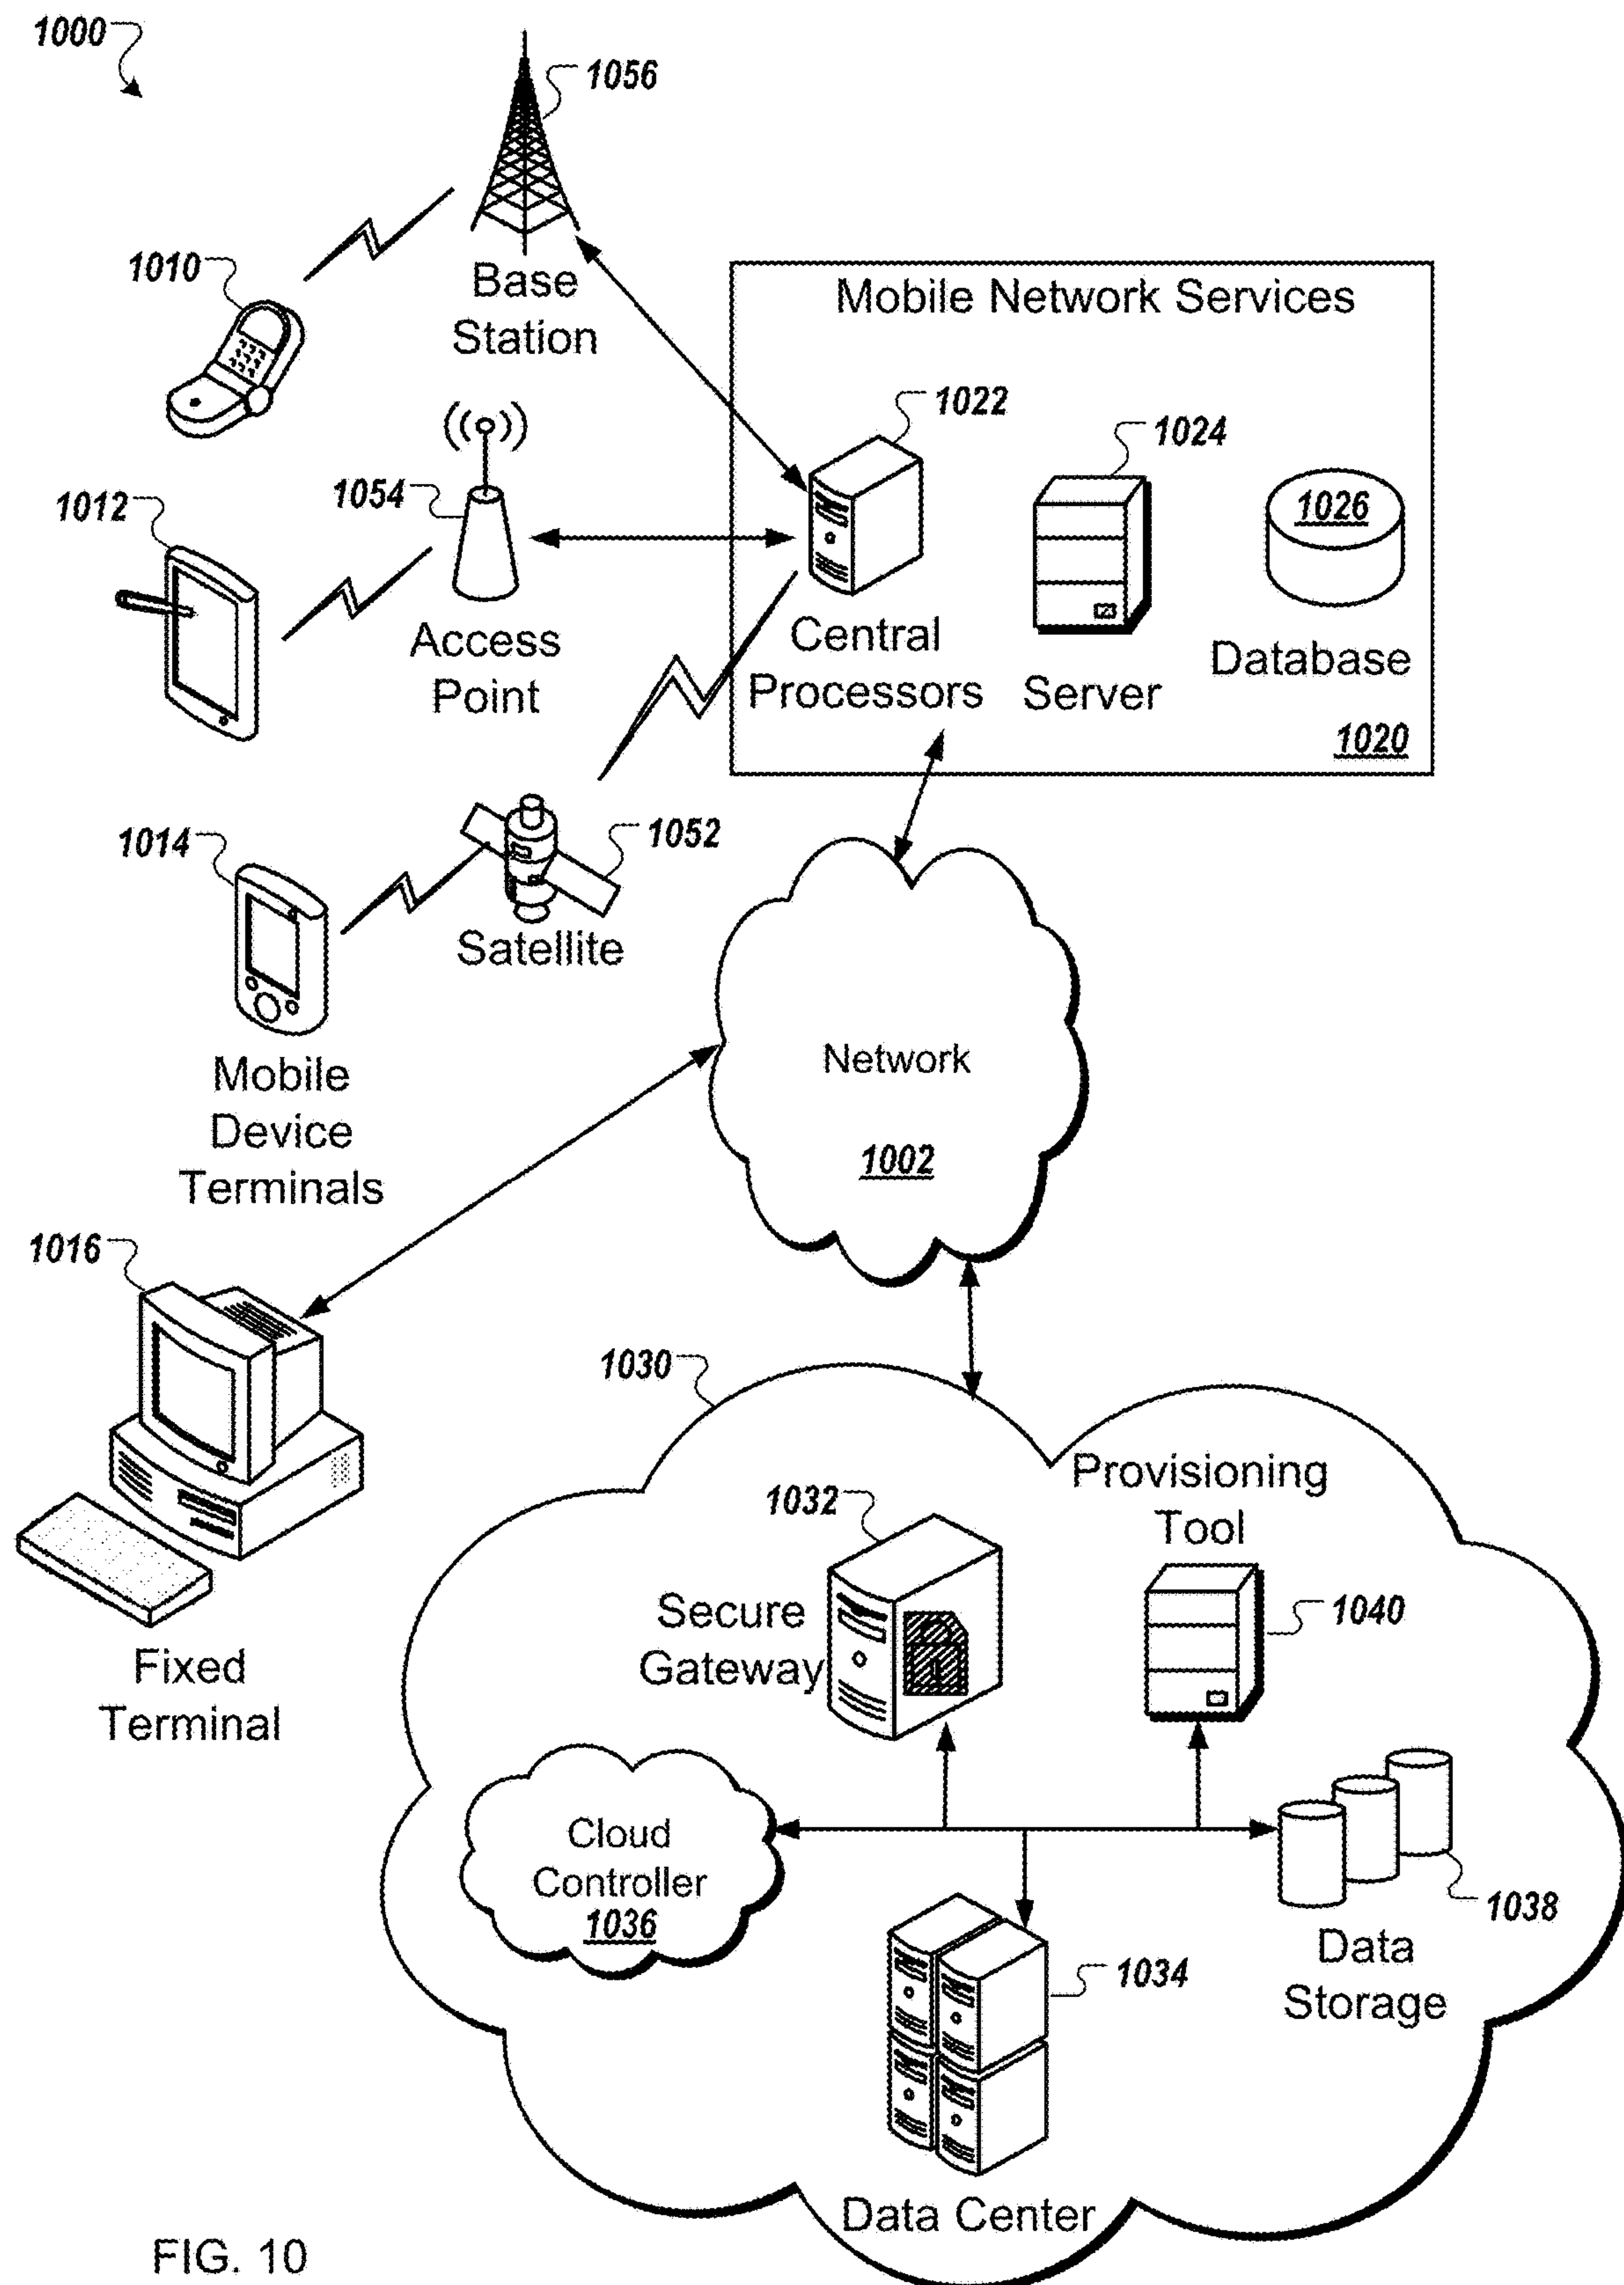 1000
1056
Base
Station
1010
Mobile Network Services
1022
1024
1026
1054
1012
Access
Point
Central
Processors
Server
Database
1020
1052
1014
Satellite
Mobile
Device
Terminals
Network
1002
1016
Fixed
Terminal
1030
Provisioning
Tool
1032
Secure
Gateway
1040
Cloud
Controller
1036
1038
Data
Storage
1034
Data Center
FIG. 10